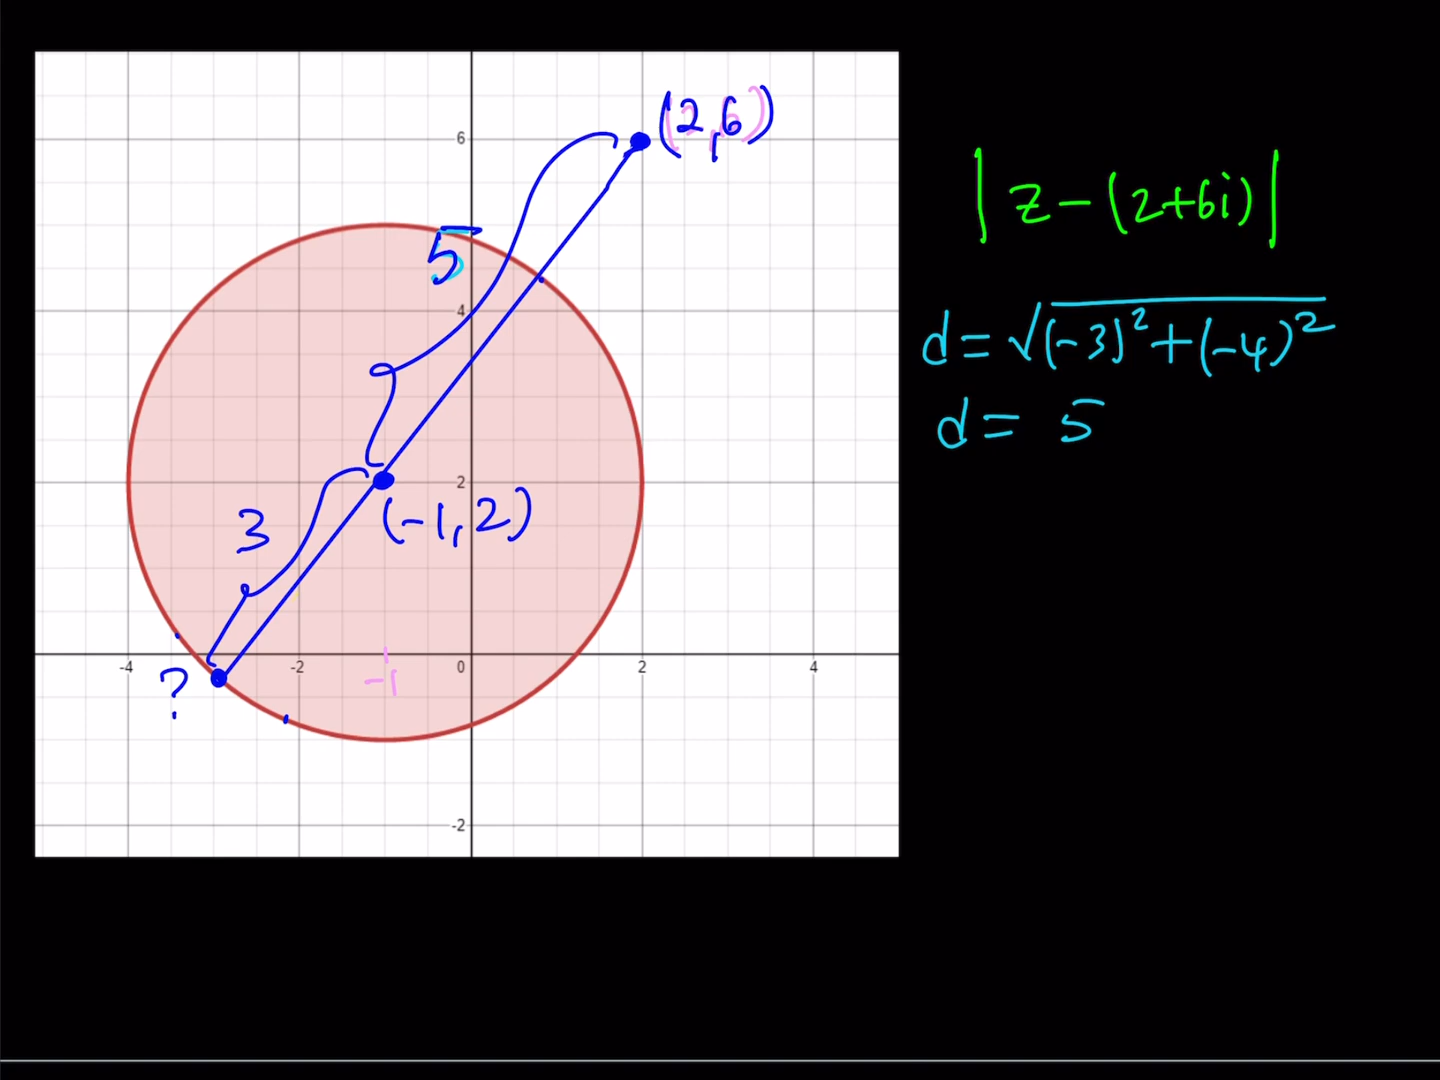 (2,6)
6
|z-(2+6i)|
5
4
d=√(-3)²+(-4)²
d= 5
2
(-1,2)
3
-4 -2 0 2 4
?
-1
-2